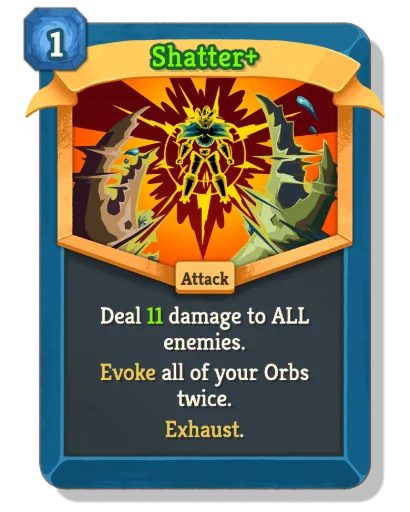 1
Shatter+
Attack
Deal 11 damage to ALL
enemies.
Evoke all of your Orbs
twice.
Exhaust.